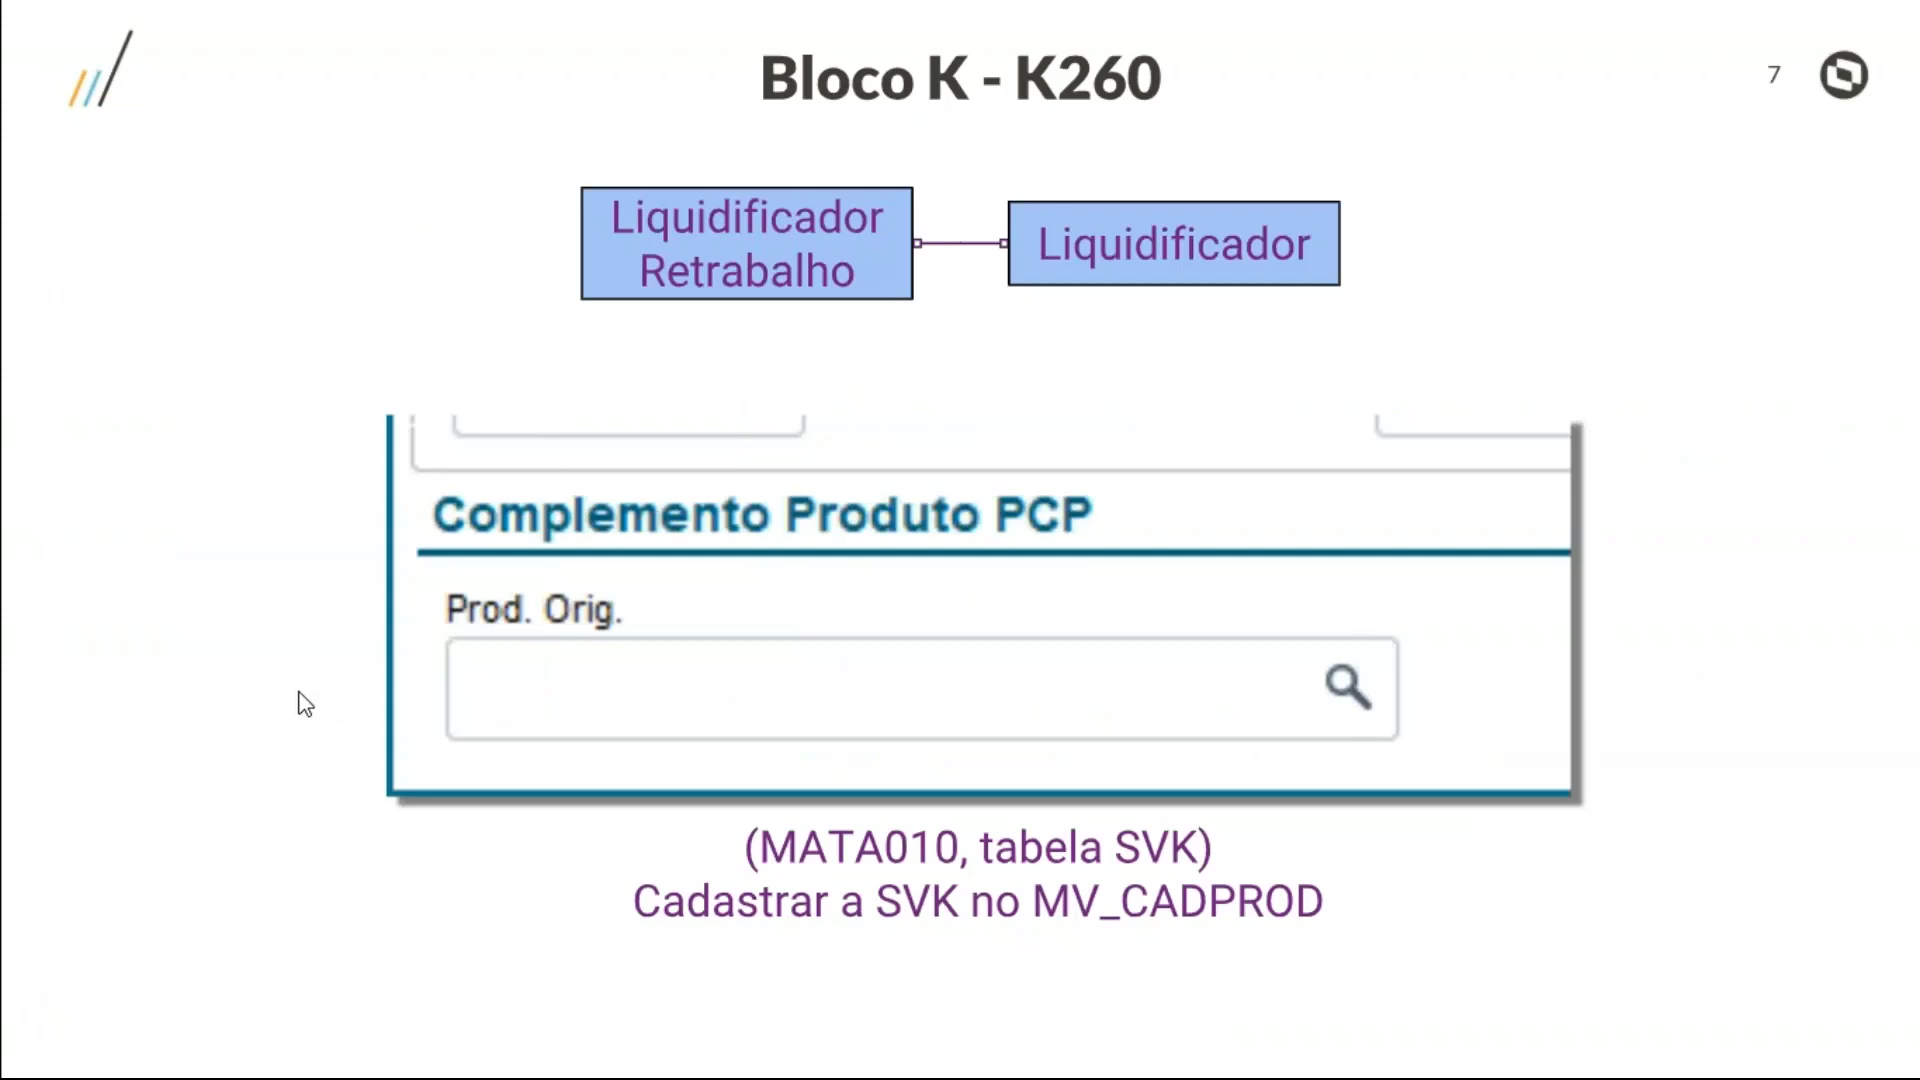 Bloco K - K260
7
Liquidificador
Retrabalho
Liquidificador
Complemento Produto PCP
Prod. Orig.
(MATA010, tabela SVK)
Cadastrar a SVK no MV_CADPROD